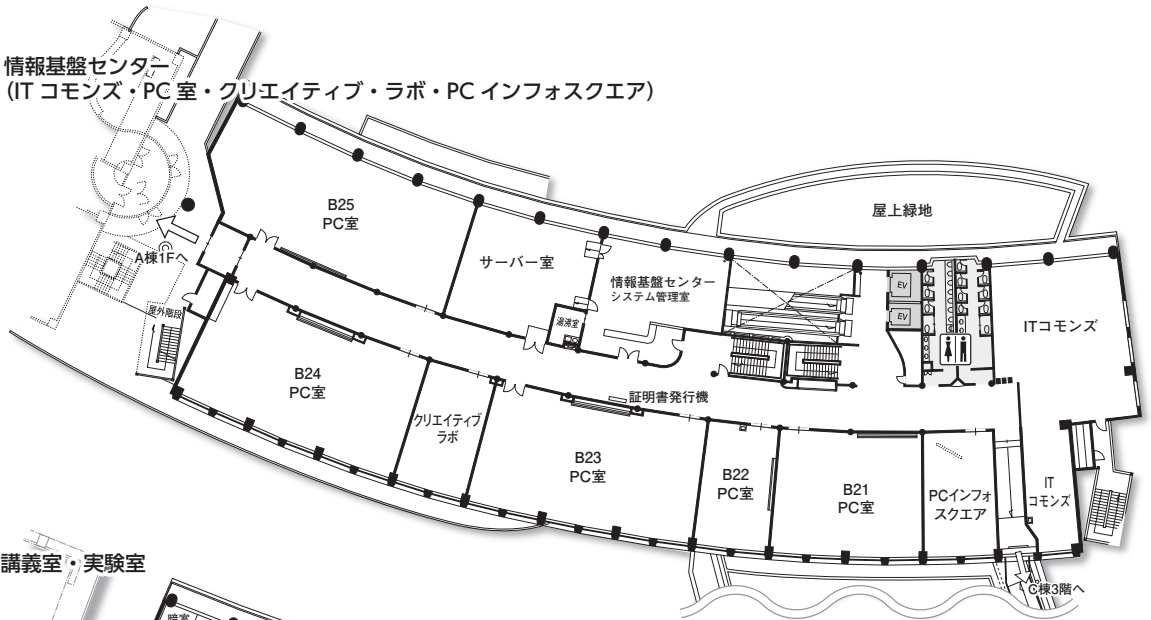 情報基盤センター
（IT コモンズ・PC 室・クリエイティブ・ラボ・PC インフォスクエア）
屋上緑地
B25
PC室
サーバー室
A棟1Fへ
情報基盤センター
システム管理室
EV
EV
屋外階段
湯沸室
ITコモンズ
B24
PC室
クリエイティブ
ラボ
証明書発行機
B23
PC室
B22
PC室
B21
PC室
PCインフォ
スクエア
IT
コモンズ
C棟3階へ
講義室・実験室
暗室